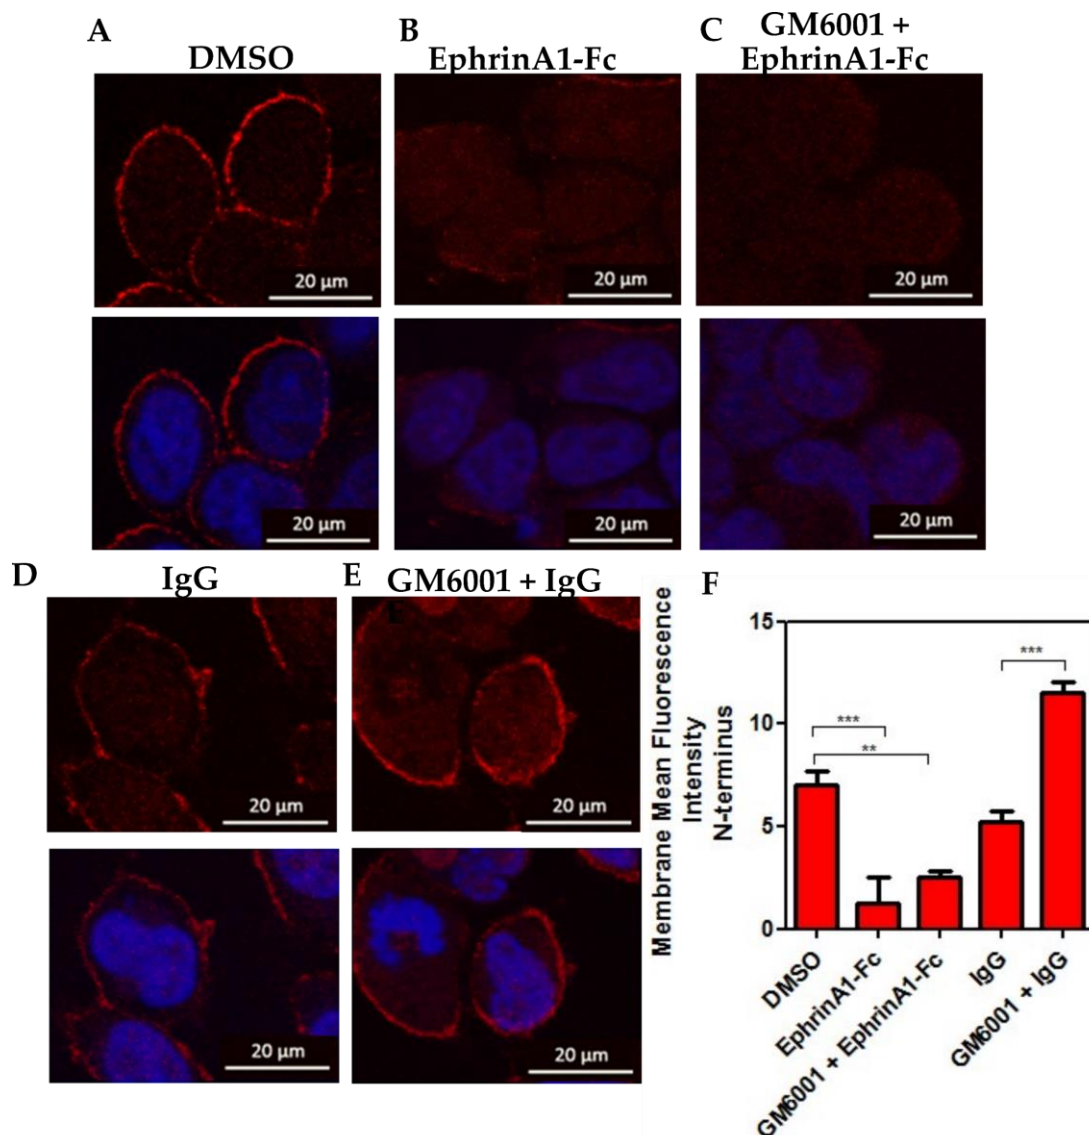 A
DMSO
B
EphrinA1-Fc
C
GM6001 +
EphrinA1-Fc
20 µm
20 µm
20 µm
20 µm
20 µm
20 µm
D
IgG
E
GM6001 + IgG
20 µm
20 µm
20 µm
20 µm
F
Membrane Mean Fluorescence
Intensity
N-terminus
15
10
5
0
***
**
***
DMSO
EphrinA1-Fc
GM6001 + EphrinA1-Fc
IgG
GM6001 + IgG